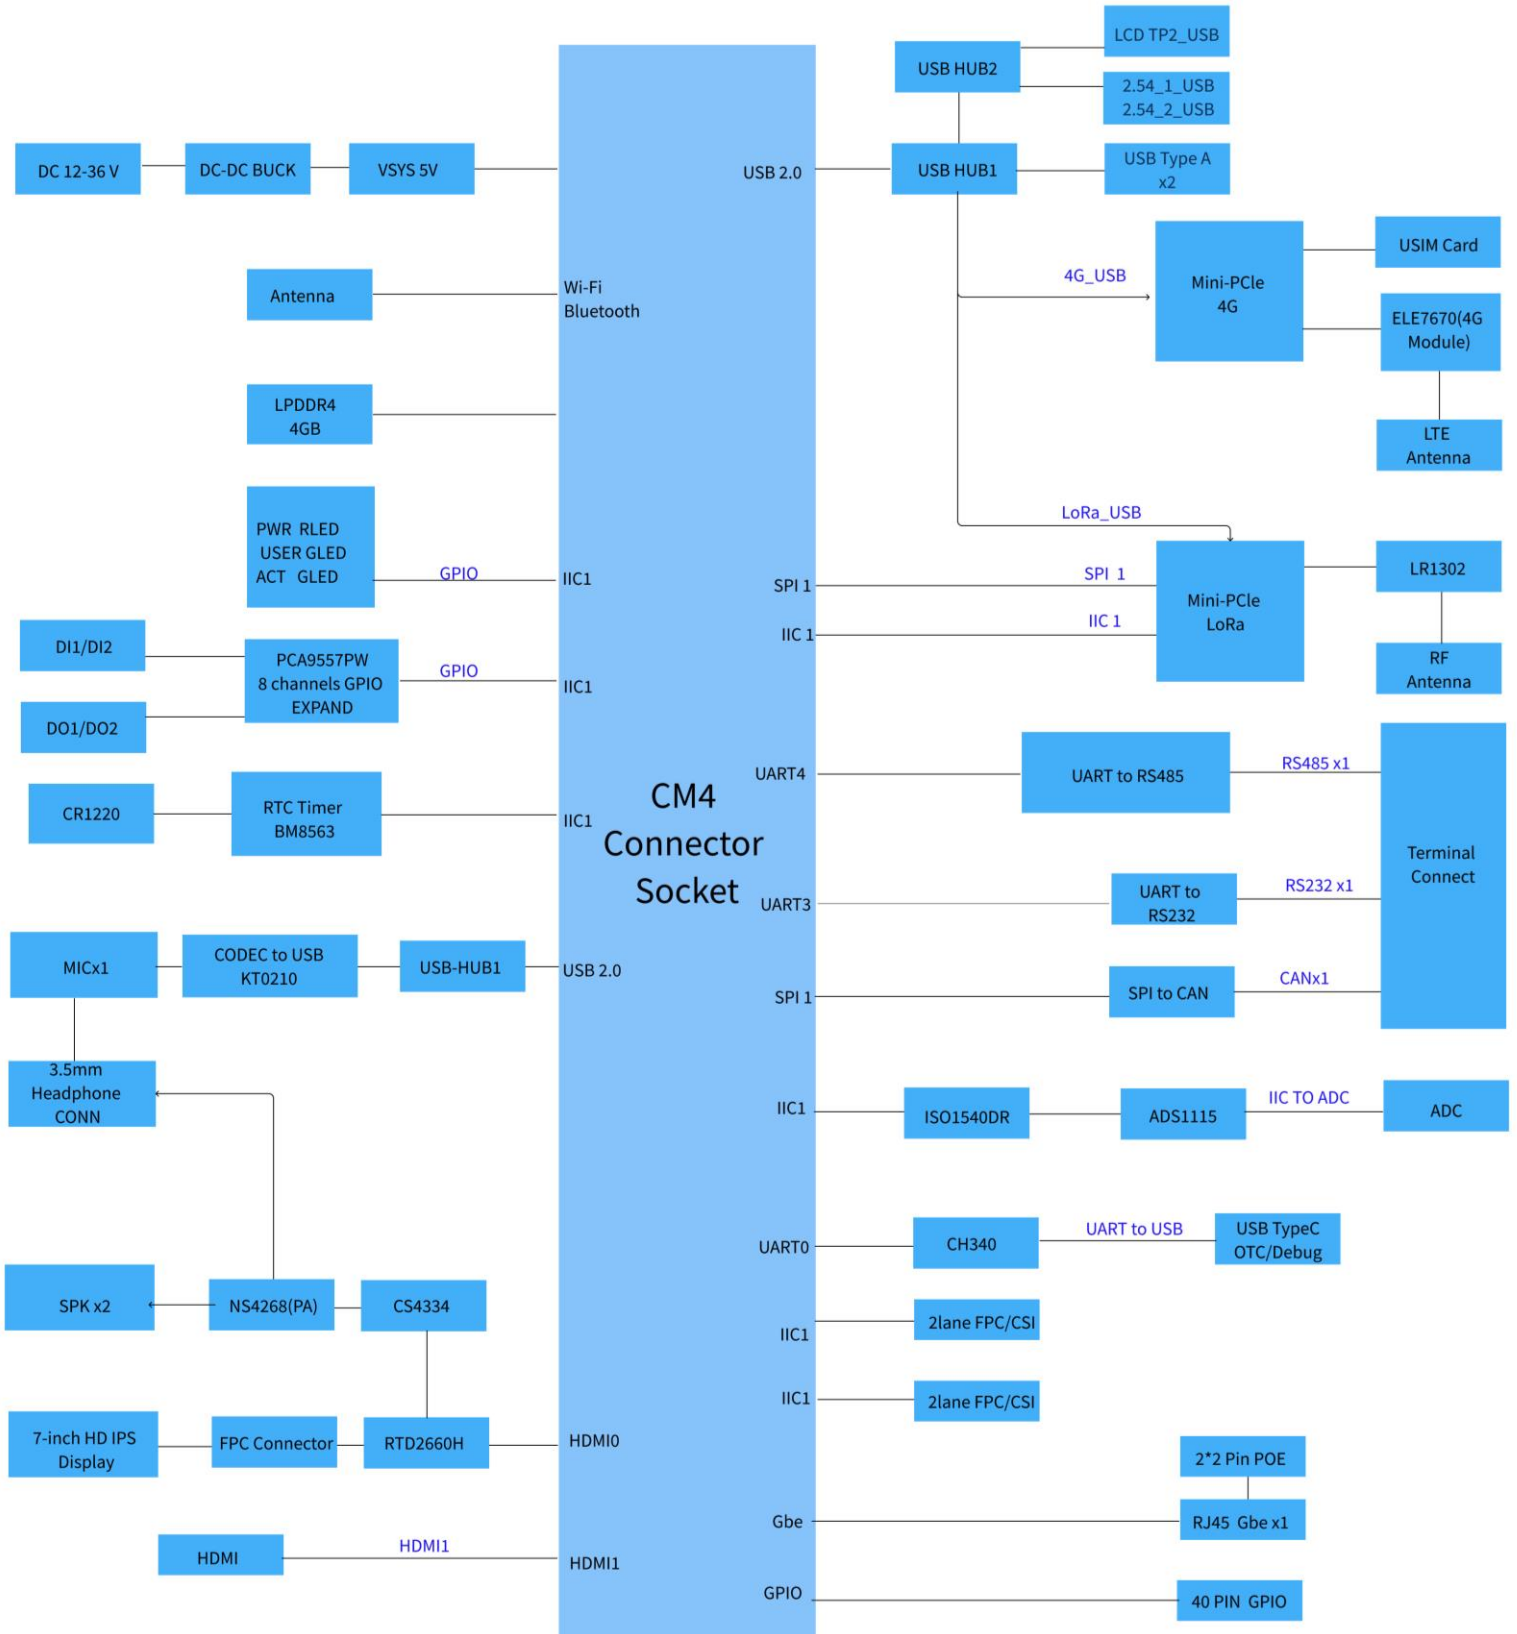 LCD TP2_USB
USB HUB2
2.54_1_USB
2.54_2_USB
DC 12-36 V
DC-DC BUCK
VSYS 5V
USB 2.0
USB HUB1
USB Type A
x2
Antenna
Wi-Fi
Bluetooth
4G_USB
Mini-PCle
4G
USIM Card
ELE7670(4G
Module)
LTE
Antenna
LPDDR4
4GB
PWR RLED
USER GLED
ACT GLED
GPIO
IIC1
LoRa_USB
SPI 1
SPI 1
IIC 1
IIC 1
Mini-PCle
LoRa
LR1302
RF
Antenna
DI1/DI2
DO1/DO2
PCA9557PW
8 channels GPIO
EXPAND
GPIO
IIC1
CR1220
RTC Timer
BM8563
IIC1
CM4
Connector
Socket
UART4
UART to RS485
RS485 x1
UART3
UART to
RS232
RS232 x1
Terminal
Connect
SPI 1
SPI to CAN
CANx1
MICx1
CODEC to USB
KT0210
USB-HUB1
USB 2.0
3.5mm
Headphone
CONN
IIC1
ISO1540DR
ADS1115
IIC TO ADC
ADC
UART0
CH340
UART to USB
USB TypeC
OTC/Debug
SPK x2
NS4268(PA)
CS4334
IIC1
2lane FPC/CSI
IIC1
2lane FPC/CSI
7-inch HD IPS
Display
FPC Connector
RTD2660H
HDMI0
2*2 Pin POE
Gbe
RJ45 Gbe x1
HDMI
HDMI1
HDMI1
GPIO
40 PIN GPIO